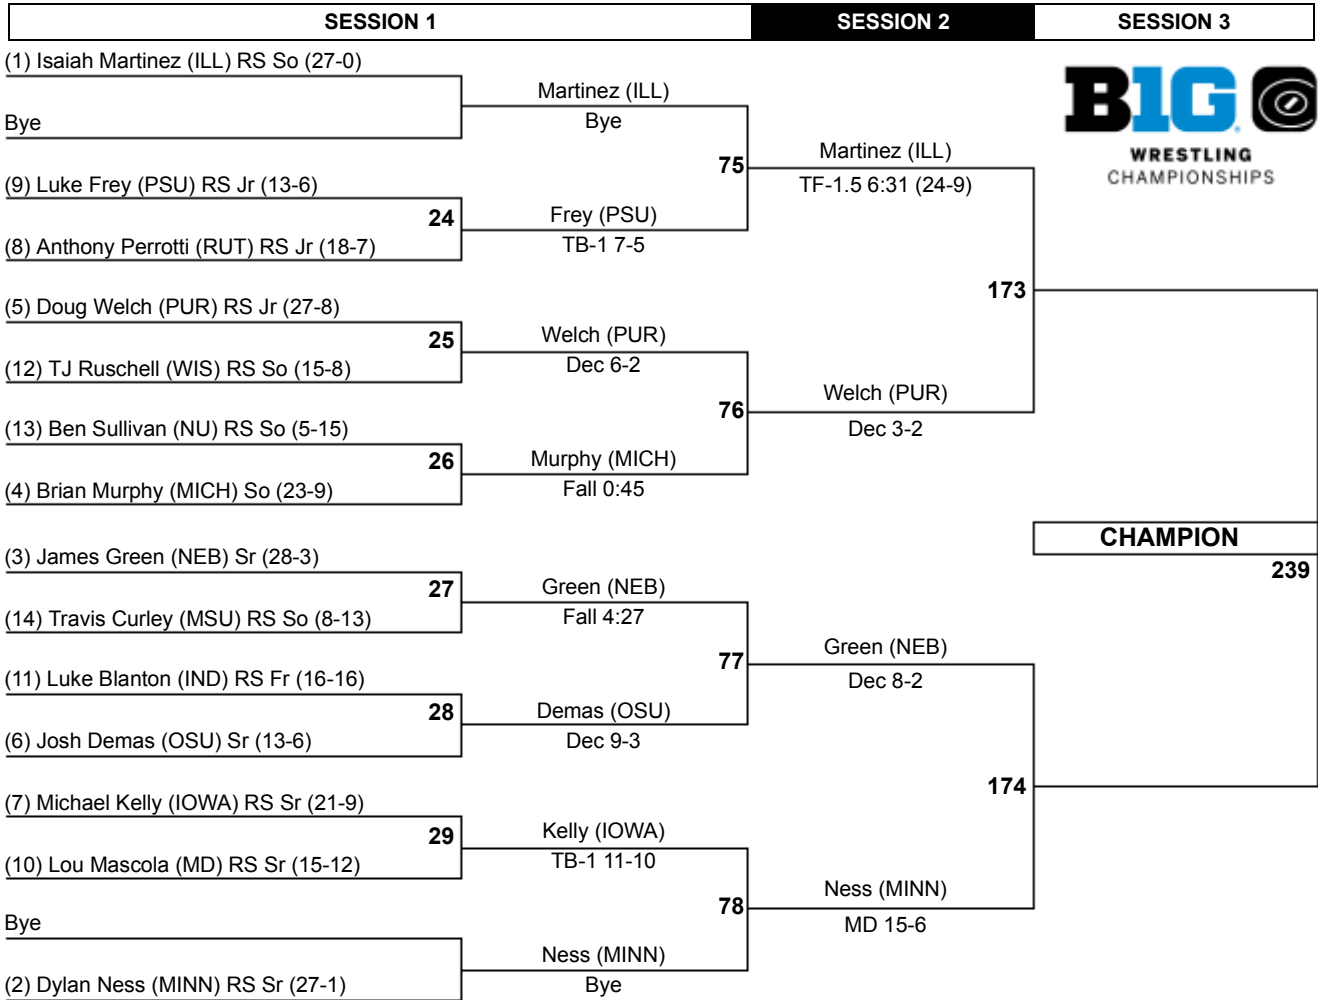 SESSION 1 SESSION 2 SESSION 3
(1) Isaiah Martinez (ILL) RS So (27-0)
Martinez (ILL)
Bye
Bye
75
Martinez (ILL)
TF-1.5 6:31 (24-9)
B1G
WRESTLING
CHAMPIONSHIPS
(9) Luke Frey (PSU) RS Jr (13-6)
24
Frey (PSU)
TB-1 7-5
(8) Anthony Perrotti (RUT) RS Jr (18-7)
173
(5) Doug Welch (PUR) RS Jr (27-8)
25
Welch (PUR)
Dec 6-2
(12) TJ Ruschell (WIS) RS So (15-8)
76
Welch (PUR)
Dec 3-2
(13) Ben Sullivan (NU) RS So (5-15)
26
Murphy (MICH)
Fall 0:45
(4) Brian Murphy (MICH) So (23-9)
CHAMPION
239
(3) James Green (NEB) Sr (28-3)
27
Green (NEB)
Fall 4:27
(14) Travis Curley (MSU) RS So (8-13)
77
Green (NEB)
Dec 8-2
(11) Luke Blanton (IND) RS Fr (16-16)
28
Demas (OSU)
Dec 9-3
(6) Josh Demas (OSU) Sr (13-6)
174
(7) Michael Kelly (IOWA) RS Sr (21-9)
29
Kelly (IOWA)
TB-1 11-10
(10) Lou Mascola (MD) RS Sr (15-12)
78
Ness (MINN)
MD 15-6
Bye
Ness (MINN)
Bye
(2) Dylan Ness (MINN) RS Sr (27-1)